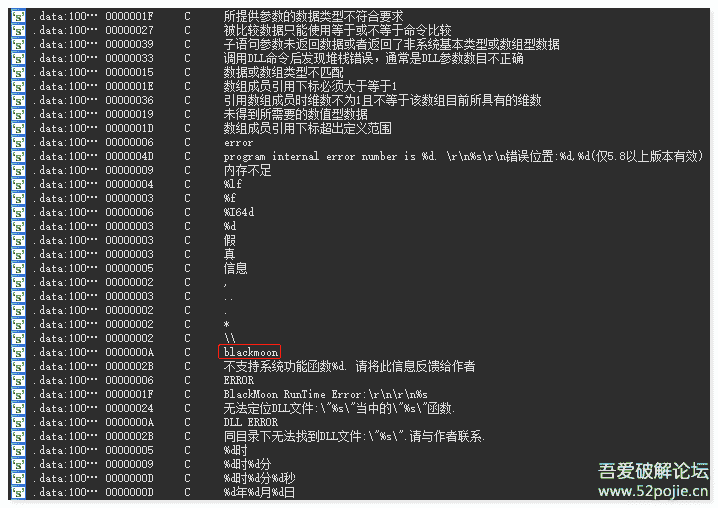 .data:100… 0000001F C 所提供参数的数据类型不符合要求
.data:100… 00000027 C 被比较数据只能使用等于或不等于命令比较
.data:100… 00000039 C 子语句参数未返回数据或者返回了非系统基本类型或数组型数据
.data:100… 00000033 C 调用DLL命令后发现堆栈错误，通常是DLL参数数目不正确
.data:100… 00000015 C 数据或数组类型不匹配
.data:100… 0000001E C 数组成员引用下标必须大于等于1
.data:100… 00000036 C 引用数组成员时维数不为1且不等于该数组目前所具有的维数
.data:100… 00000019 C 未得到所需要的数值型数据
.data:100… 0000001D C 数组成员引用下标超出定义范围
.data:100… 00000006 C error
.data:100… 0000004D C program internal error number is %d. \r\n%s\r\n错误位置:%d,%d(仅5.8以上版本有效)
.data:100… 00000009 C 内存不足
.data:100… 00000004 C %lf
.data:100… 00000003 C %f
.data:100… 00000006 C %I64d
.data:100… 00000003 C %d
.data:100… 00000003 C 假
.data:100… 00000003 C 真
.data:100… 00000005 C 信息
.data:100… 00000002 C ,
.data:100… 00000003 C ..
.data:100… 00000002 C .
.data:100… 00000002 C *
.data:100… 00000002 C \\
.data:100… 0000000A C blackmoon
.data:100… 0000002B C 不支持系统功能函数%d. 请将此信息反馈给作者
.data:100… 00000006 C ERROR
.data:100… 0000001F C BlackMoon RunTime Error:\r\n\r\n%s
.data:100… 00000024 C 无法定位DLL文件:\"%s\"当中的\"%s\"函数.
.data:100… 0000000A C DLL ERROR
.data:100… 0000002B C 同目录下无法找到DLL文件:\"%s\".请与作者联系.
.data:100… 00000005 C %d时
.data:100… 00000009 C %d时%d分
.data:100… 0000000D C %d时%d分%d秒
.data:100… 0000000D C %d年%d月%d日
吾爱破解论坛
www.52pojie.cn